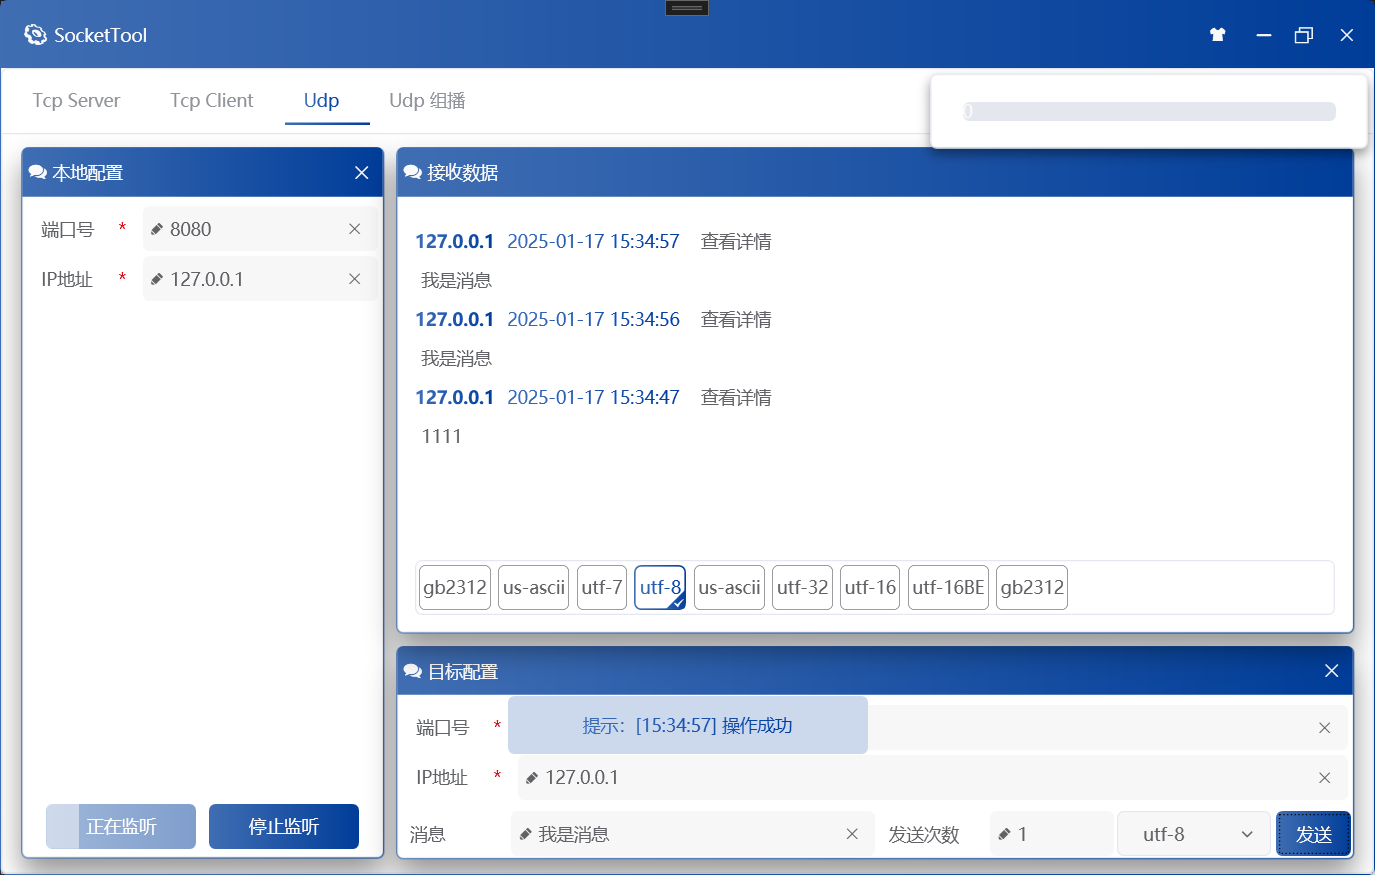 SocketTool
Tcp Server Tcp Client Udp Udp 组播
0
本地配置
端口号 * 8080
IP地址 * 127.0.0.1
正在监听 停止监听
接收数据
127.0.0.1 2025-01-17 15:34:57 查看详情
我是消息
127.0.0.1 2025-01-17 15:34:56 查看详情
我是消息
127.0.0.1 2025-01-17 15:34:47 查看详情
1111
gb2312 us-ascii utf-7 utf-8 us-ascii utf-32 utf-16 utf-16BE gb2312
目标配置
端口号 * 提示：[15:34:57] 操作成功
IP地址 * 127.0.0.1
消息 我是消息 发送次数 1 utf-8 发送